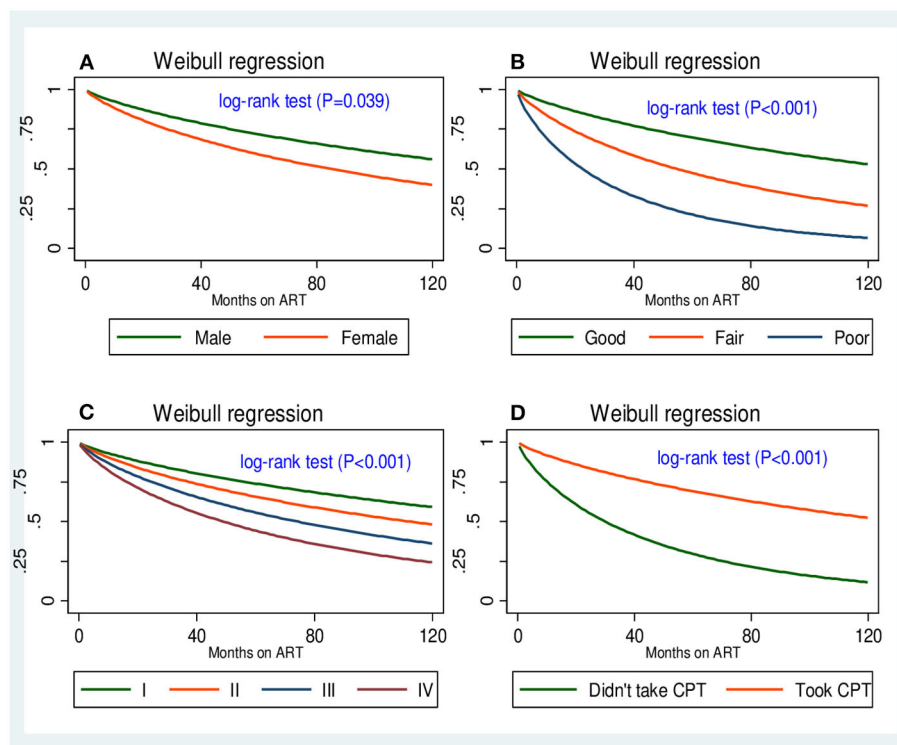 A Weibull regression
log-rank test (P=0.039)
1
.75
.5
.25
0
0 40 80 120
Months on ART
Male Female
B Weibull regression
log-rank test (P<0.001)
1
.75
.5
.25
0
0 40 80 120
Months on ART
Good Fair Poor
C Weibull regression
log-rank test (P<0.001)
1
.75
.5
.25
0
0 40 80 120
Months on ART
I II III IV
D Weibull regression
log-rank test (P<0.001)
1
.75
.5
.25
0
0 40 80 120
Months on ART
Didn't take CPT Took CPT